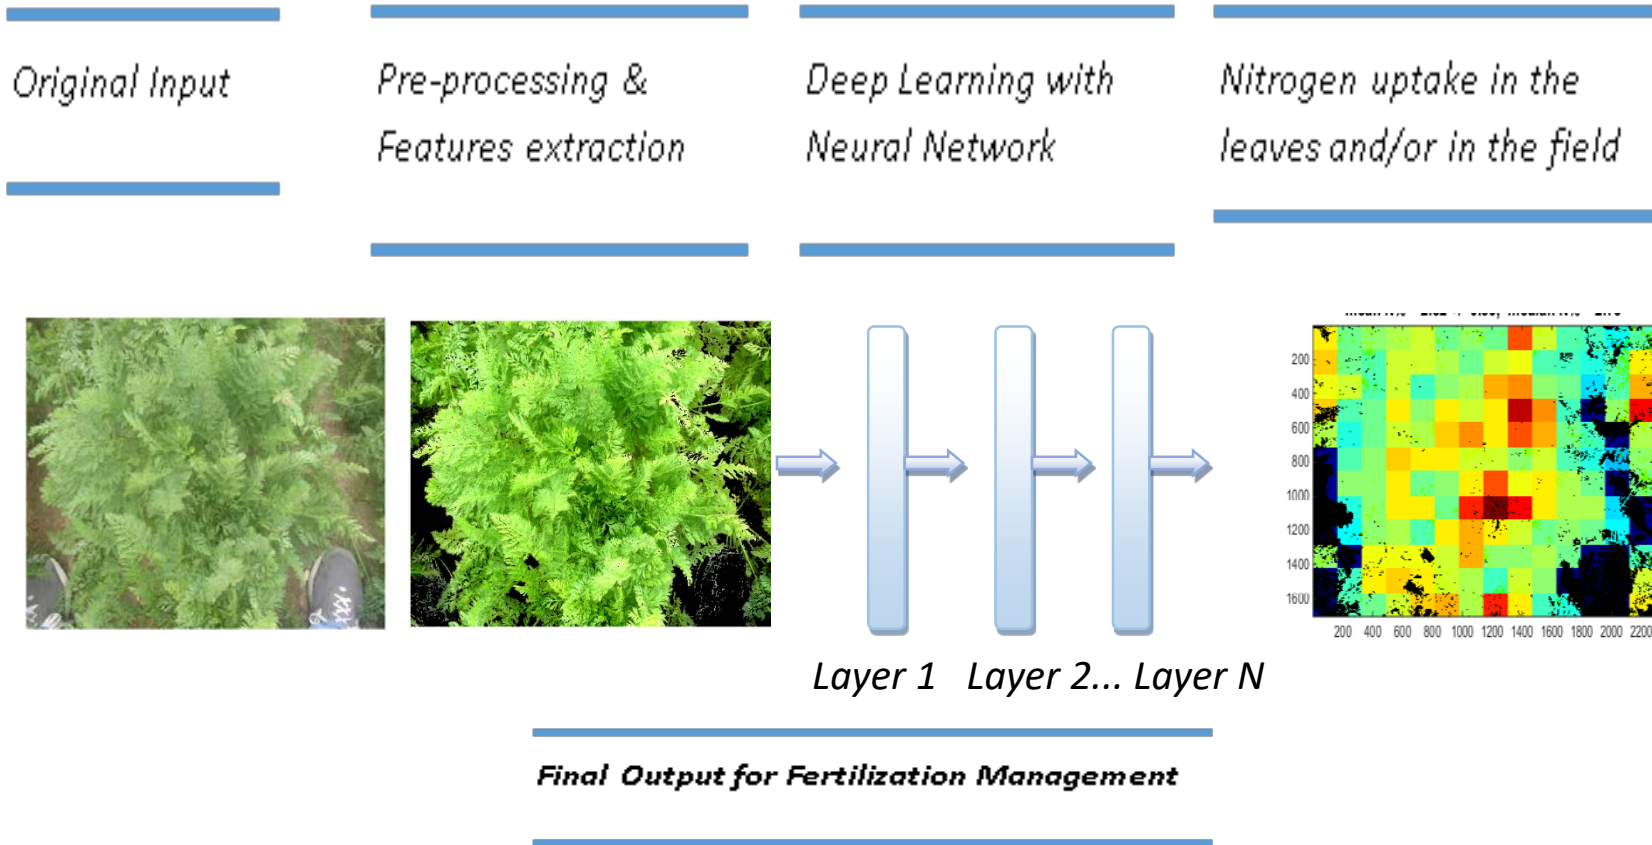 Original Input
Pre-processing &
Features extraction
Deep Learning with
Neural Network
Nitrogen uptake in the
leaves and/or in the field
200
400
600
800
1000
1200
1400
1600
200 400 600 800 1000 1200 1400 1600 1800 2000 2200
Layer 1 Layer 2... Layer N
Final Output for Fertilization Management